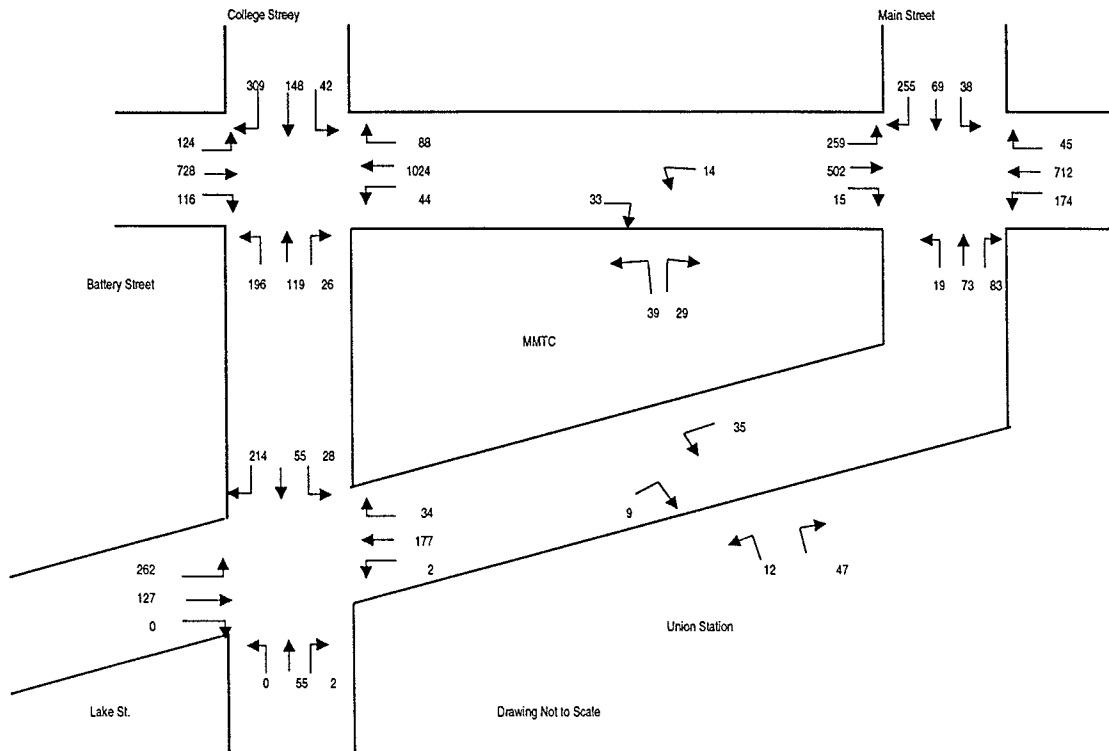 College Streey Main Street
309 148 42 255 69 38
124 88 259 45
728 1024 14 502 712
116 44 33 15 174
Battery Street 196 119 26 39 29 19 73 83
MMTC
214 55 28 35
34 9
177
262 2 12 47
127
0 Union Station
0 55 2
Lake St. Drawing Not to Scale